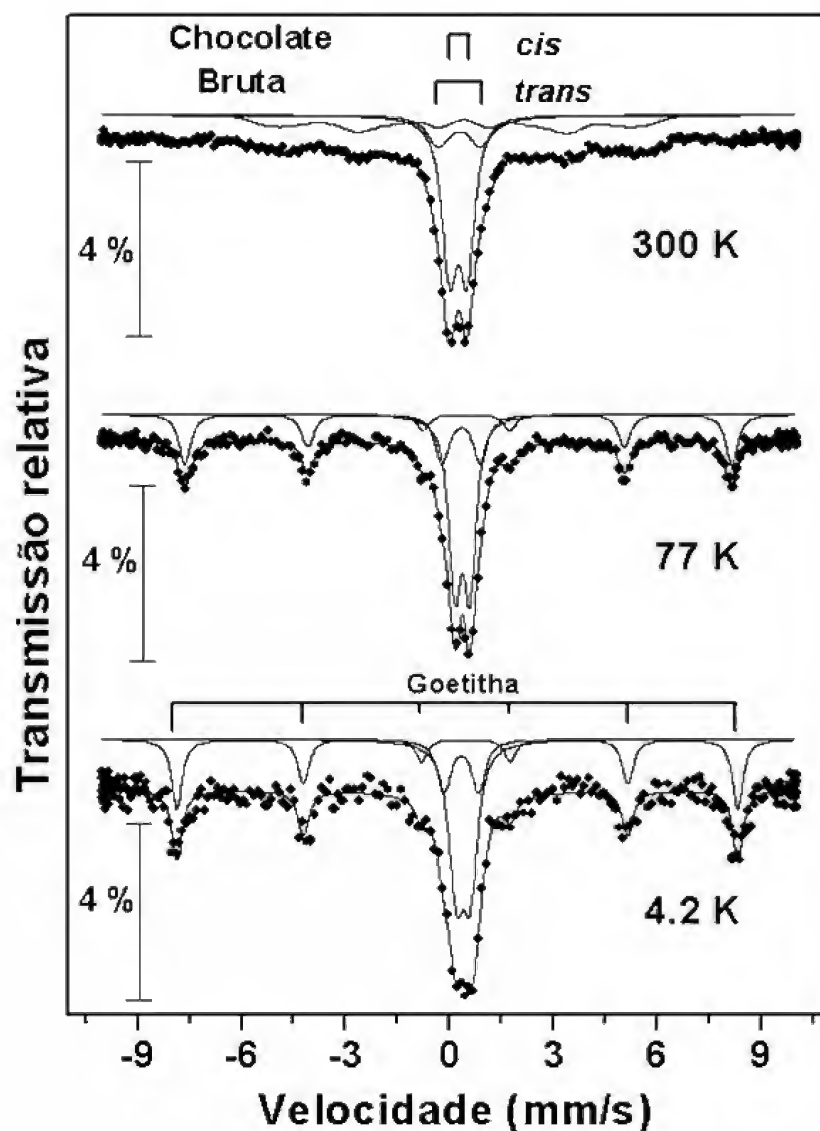 Chocolate
Bruta
cis
trans
4 %
300 K
4 %
77 K
Goetitha
4 %
4.2 K
Transmissão relativa
-9 -6 -3 0 3 6 9
Velocidade (mm/s)